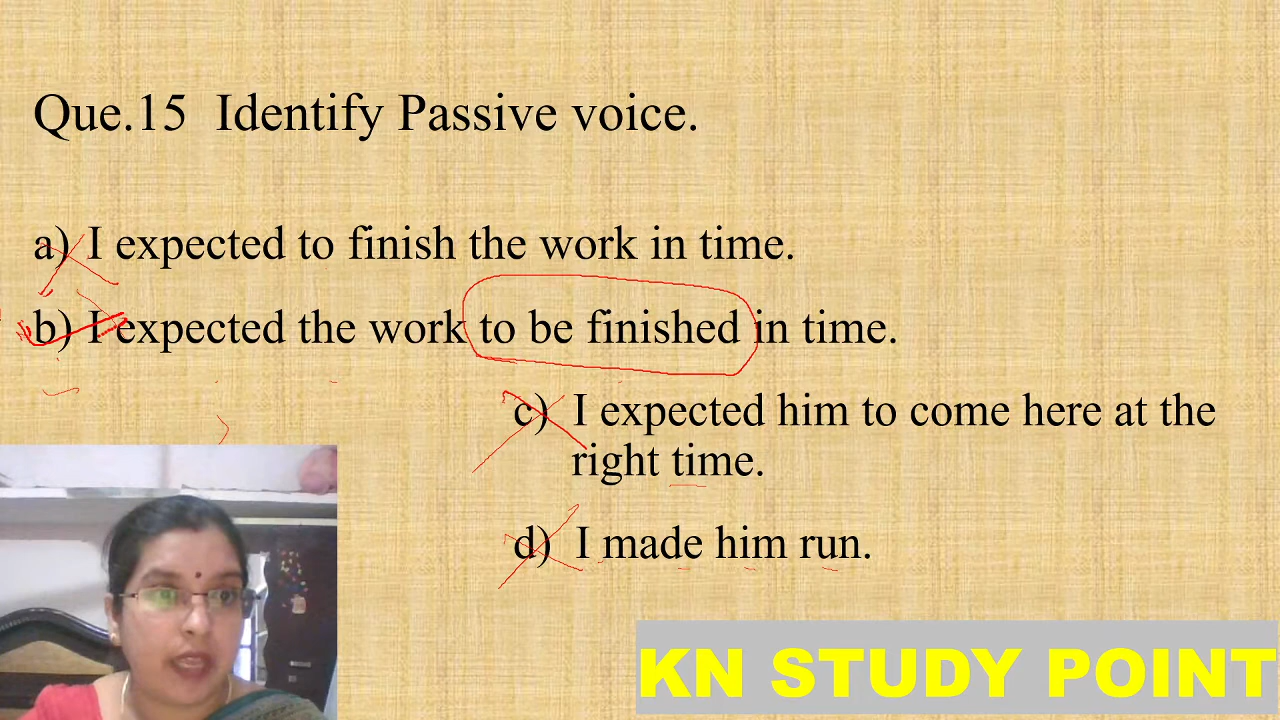 Que.15 Identify Passive voice.
a) I expected to finish the work in time.
b) I expected the work to be finished in time.
c) I expected him to come here at the
right time.
d) I made him run.
KN STUDY POINT